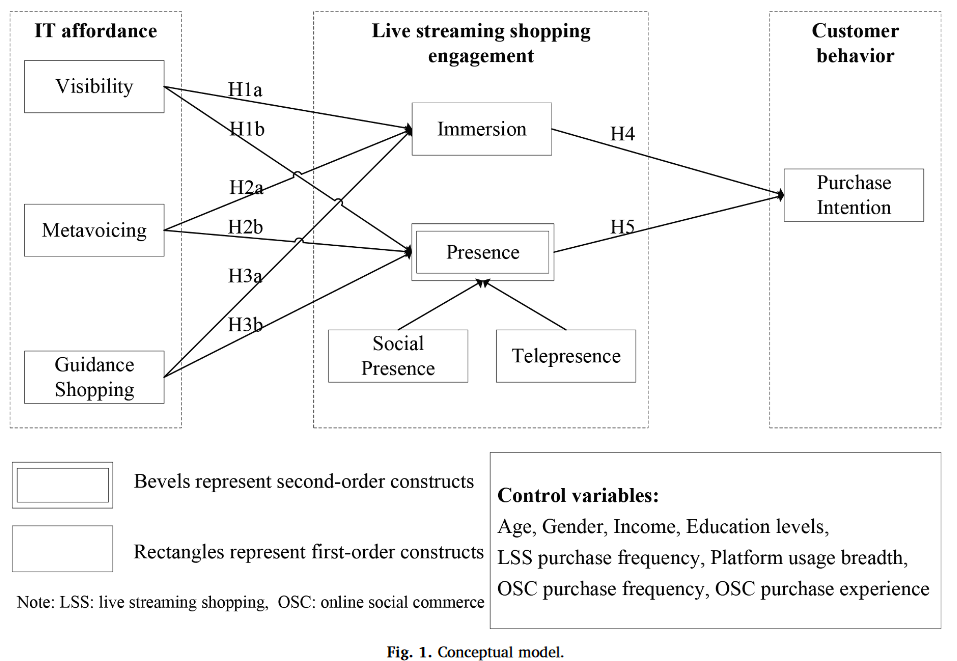 IT affordance
Live streaming shopping
engagement
Customer
behavior
Visibility
H1a
H1b
Immersion
H4
Purchase
Intention
H2a
Metavoicing
H2b
Presence
H5
H3a
H3b
Guidance
Shopping
Social
Presence
Telepresence
Bevels represent second-order constructs
Rectangles represent first-order constructs
Note: LSS: live streaming shopping, OSC: online social commerce
Control variables:
Age, Gender, Income, Education levels,
LSS purchase frequency, Platform usage breadth,
OSC purchase frequency, OSC purchase experience
Fig. 1. Conceptual model.